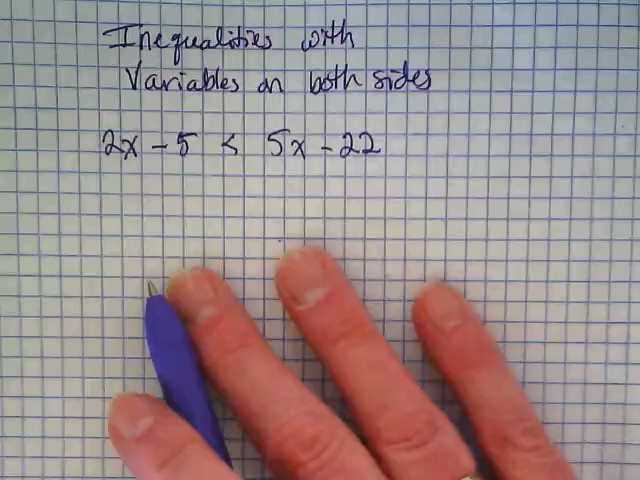 Inequalities with
Variables on both sides
2x - 5 < 5x - 22